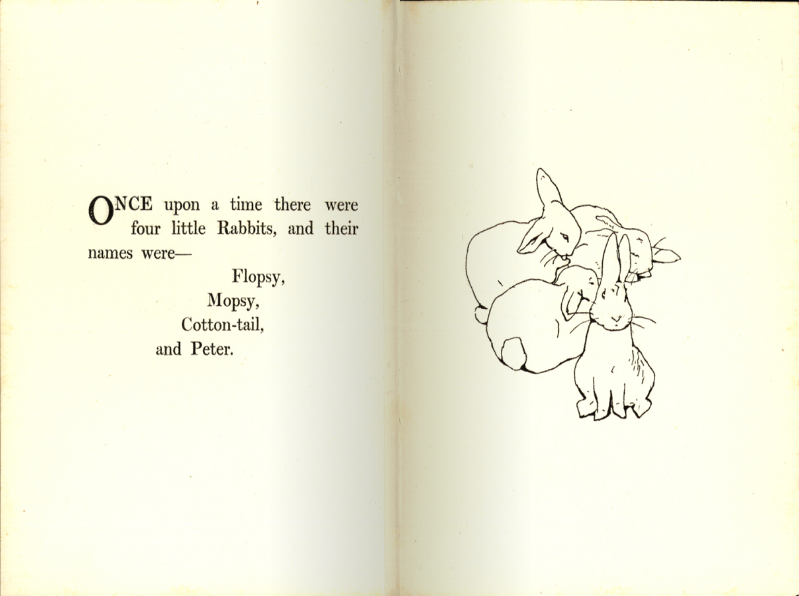 ONCE upon a time there were
four little Rabbits, and their
names were—
Flopsy,
Mopsy,
Cotton-tail,
and Peter.